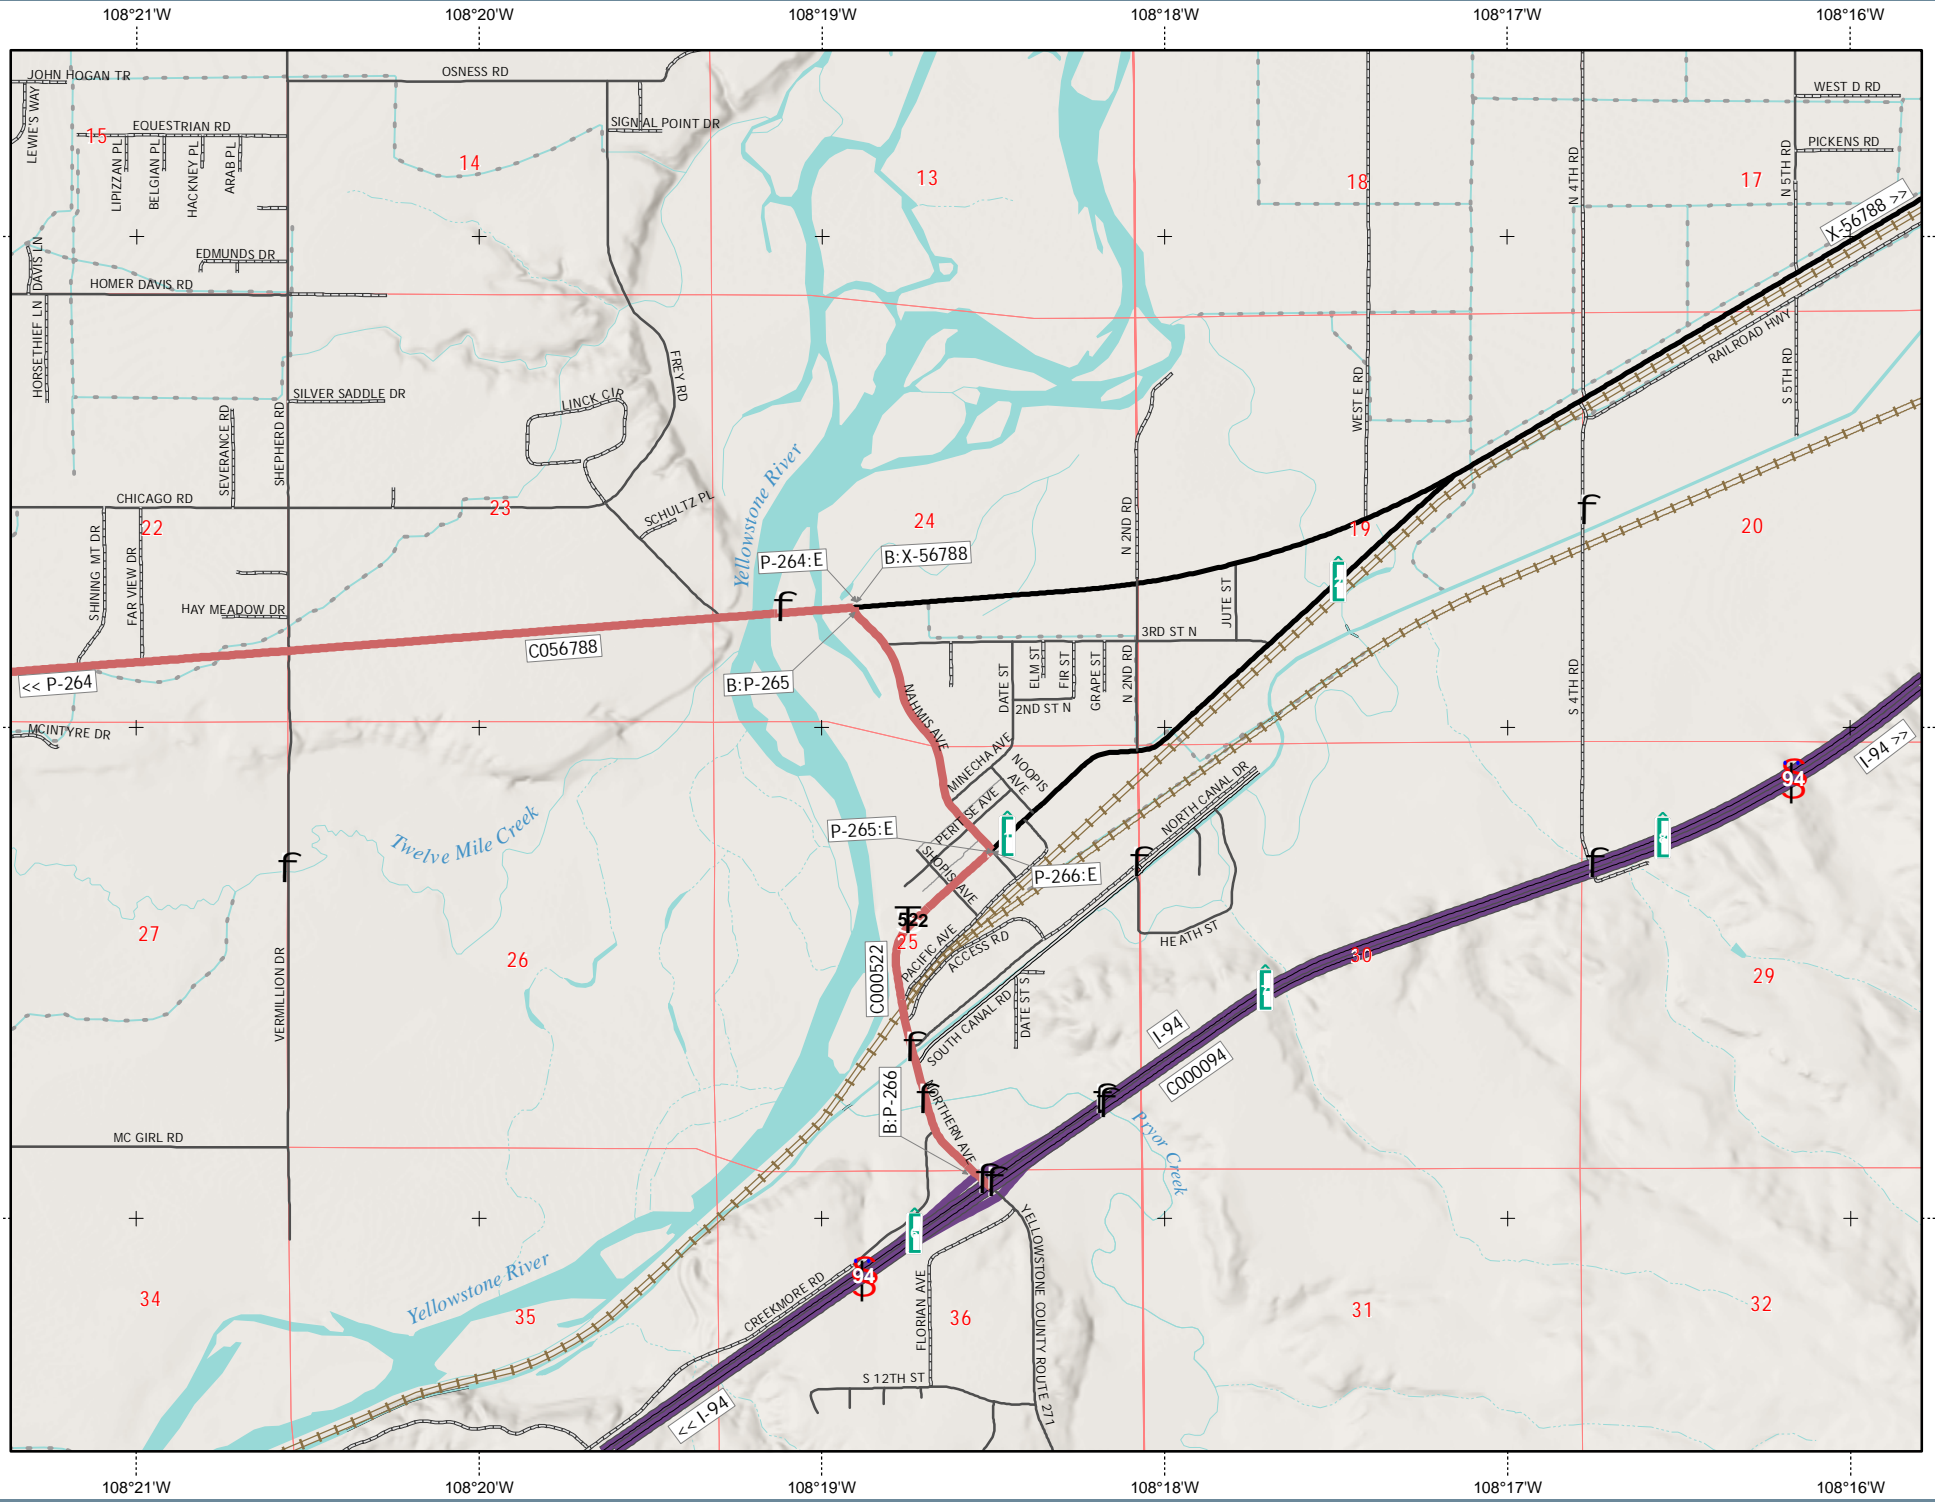 108°21'W 108°20'W 108°19'W 108°18'W 108°17'W 108°16'W
JOHN HOGAN TR
OSNESS RD
WEST D RD
LEWIE'S WAY
15
EQUESTRIAN RD
SIGNAL POINT DR
PICKENS RD
LIPIZZAN PL
BELGIAN PL
HACKNEY PL
ARAB PL
14
13
18
N 4TH RD
17
N 5TH RD
X-56788 >>
DAVIS LN
EDMUNDS DR
HOMER DAVIS RD
HORSETHIEF LN
FREY RD
RAILROAD HWY
S 5TH RD
SILVER SADDLE DR
LINCK CIR
WEST E RD
SEVERANCE RD
SHEPHERD RD
CHICAGO RD
22
23
SCHULTZ PL
Yellowstone River
24
N 2ND RD
19
20
f
SHINING MT DR
FAR VIEW DR
HAY MEADOW DR
P-264:E
B:X-56788
f
JUTE ST
3RD ST N
C056788
<< P-264
B:P-265
DATE ST
ELM ST
FIR ST
GRAPE ST
N 2ND RD
2ND ST N
S 4TH RD
NAHMIS AVE
MCINTYRE DR
MINECHA AVE
NOOPIS
AVE
I-94 >>
94
PERITSE AVE
NORTH CANAL DR
Twelve Mile Creek
P-265:E
SHOPIS AVE
P-266:E
f
f
f
522
25
27
26
PACIFIC AVE
ACCESS RD
HEATH ST
30
29
C000522
VERMILLION DR
SOUTH CANAL RD
DATE ST S
f
I-94
C000094
B:P-266
f
NORTHERN AVE
f
f
Pryor Creek
MC GIRL RD
f
f
94
YELLOWSTONE COUNTY ROUTE 271
Yellowstone River
CREEKMORE RD
FLORIAN AVE
34
35
36
31
32
S 12TH ST
<< I-94
108°21'W 108°20'W 108°19'W 108°18'W 108°17'W 108°16'W